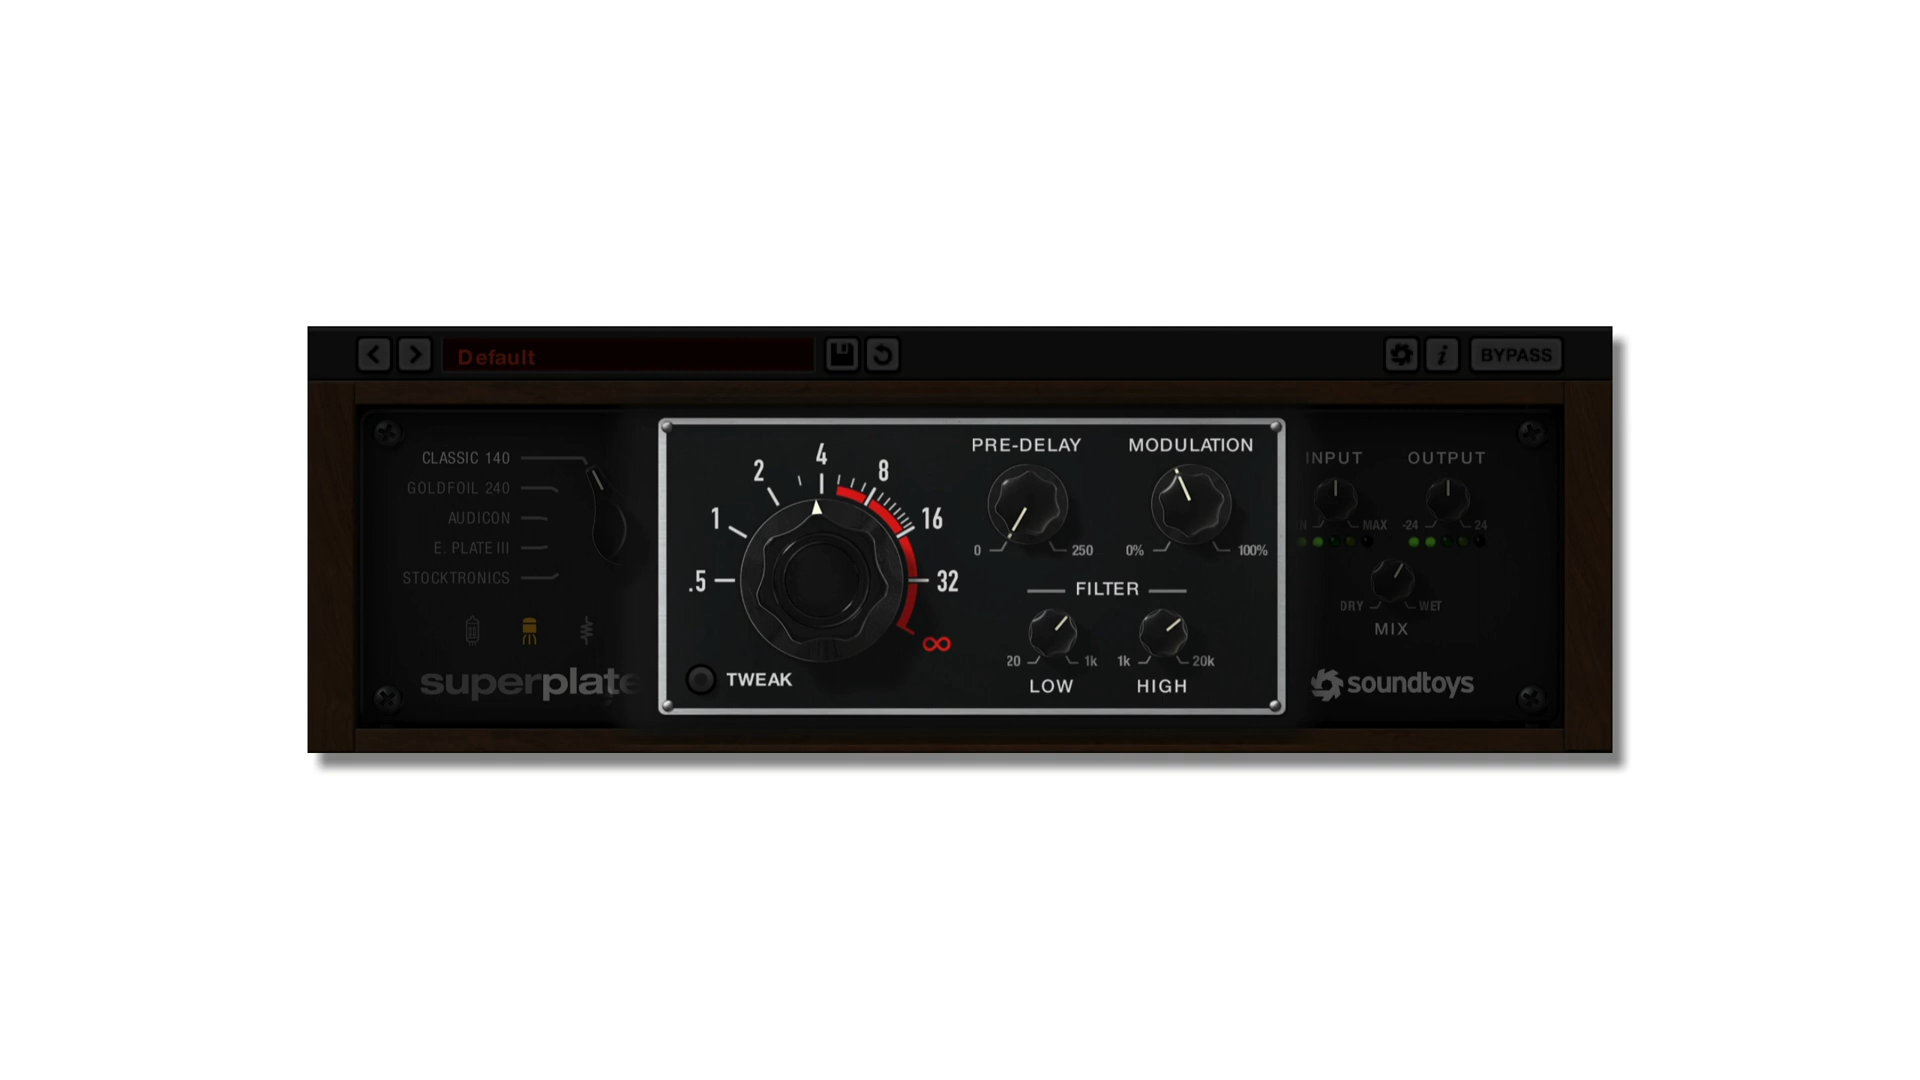 Default
i
BYPASS
CLASSIC 140
GOLDFOIL 240
AUDICON
E. PLATE III
STOCKTRONICS
superplate
.5
1
2
4
8
16
32
∞
TWEAK
PRE-DELAY
0
250
MODULATION
0%
100%
FILTER
20
1k
LOW
1k
20k
HIGH
INPUT
MAX
OUTPUT
-24
24
DRY
WET
MIX
soundtoys